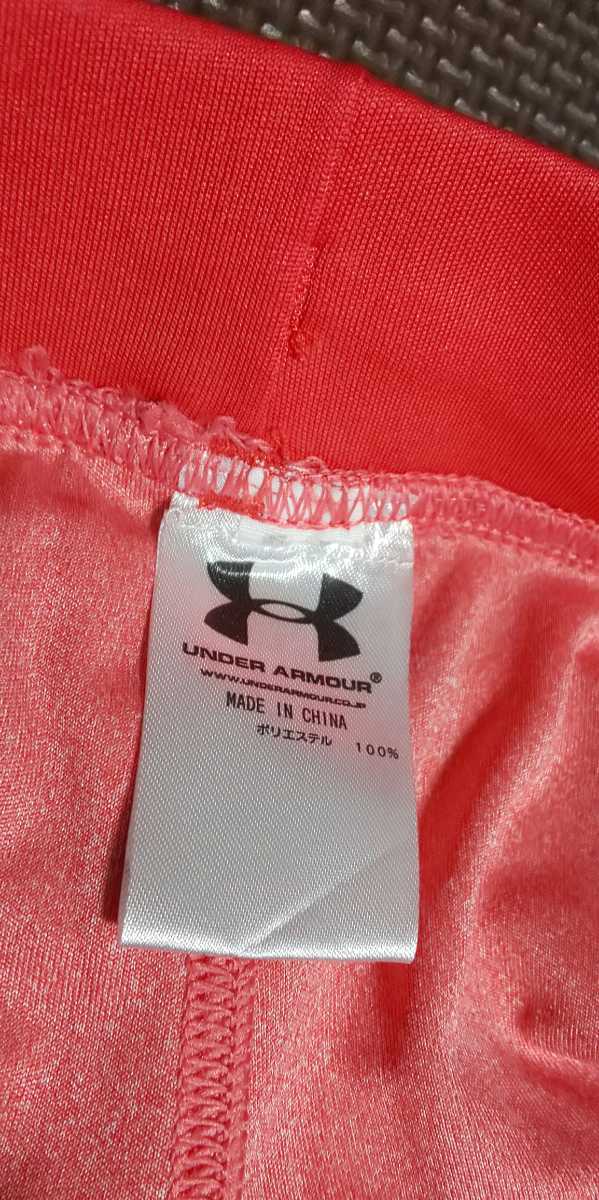 UNDER ARMOUR®
WWW.UNDERARMOUR.CO.JP
MADE IN CHINA
ポリエステル 100%